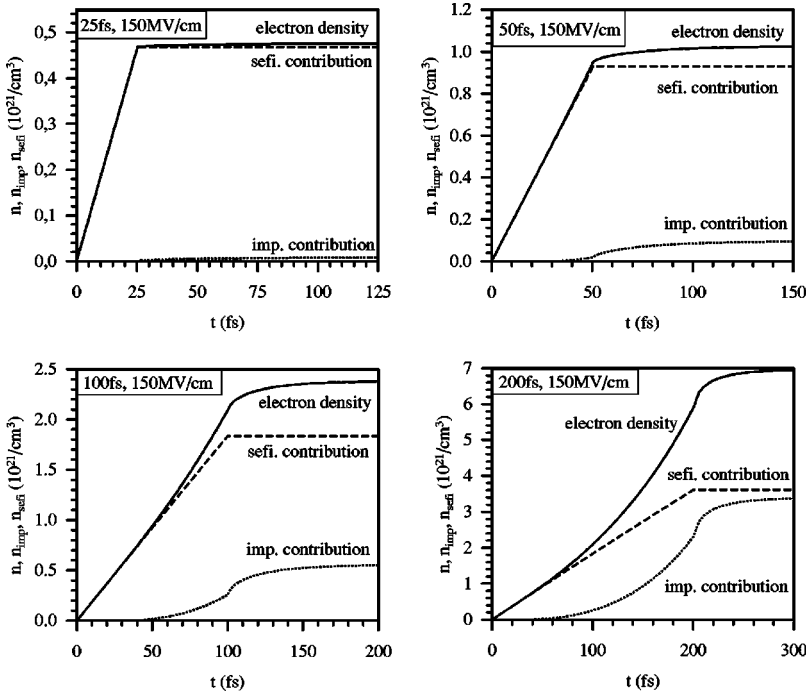 25fs, 150MV/cm
electron density
sefi. contribution
imp. contribution
n, n_imp, n_sefi (10^21/cm^3)
0,5
0,4
0,3
0,2
0,1
0,0
0 25 50 75 100 125
t (fs)
50fs, 150MV/cm
electron density
sefi. contribution
imp. contribution
n, n_imp, n_sefi (10^21/cm^3)
1.2
1.0
0.8
0.6
0.4
0.2
0.0
0 50 100 150
t (fs)
100fs, 150MV/cm
electron density
sefi. contribution
imp. contribution
n, n_imp, n_sefi (10^21/cm^3)
2.5
2.0
1.5
1.0
0.5
0.0
0 50 100 150 200
t (fs)
200fs, 150MV/cm
electron density
sefi. contribution
imp. contribution
n, n_imp, n_sefi (10^21/cm^3)
7
6
5
4
3
2
1
0
0 100 200 300
t (fs)